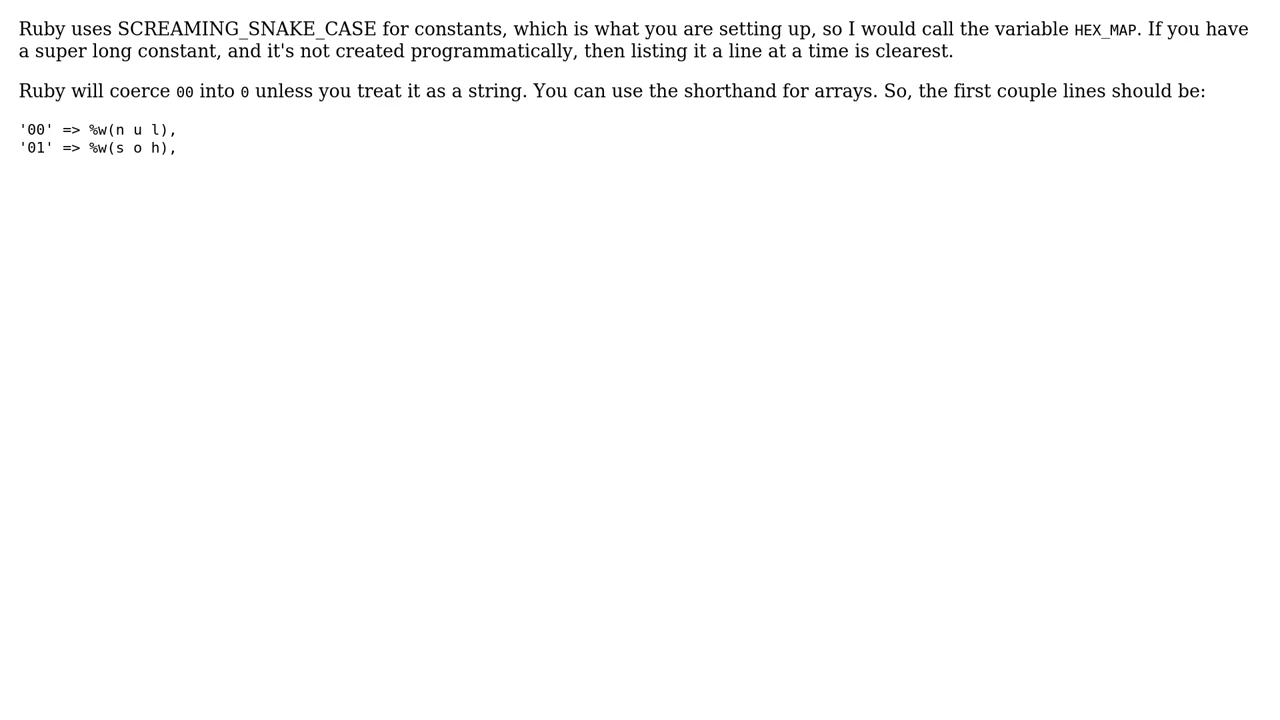 Ruby uses SCREAMING_SNAKE_CASE for constants, which is what you are setting up, so I would call the variable HEX_MAP. If you have
a super long constant, and it's not created programmatically, then listing it a line at a time is clearest.
Ruby will coerce 00 into 0 unless you treat it as a string. You can use the shorthand for arrays. So, the first couple lines should be:
'00' => %w(n u l),
'01' => %w(s o h),